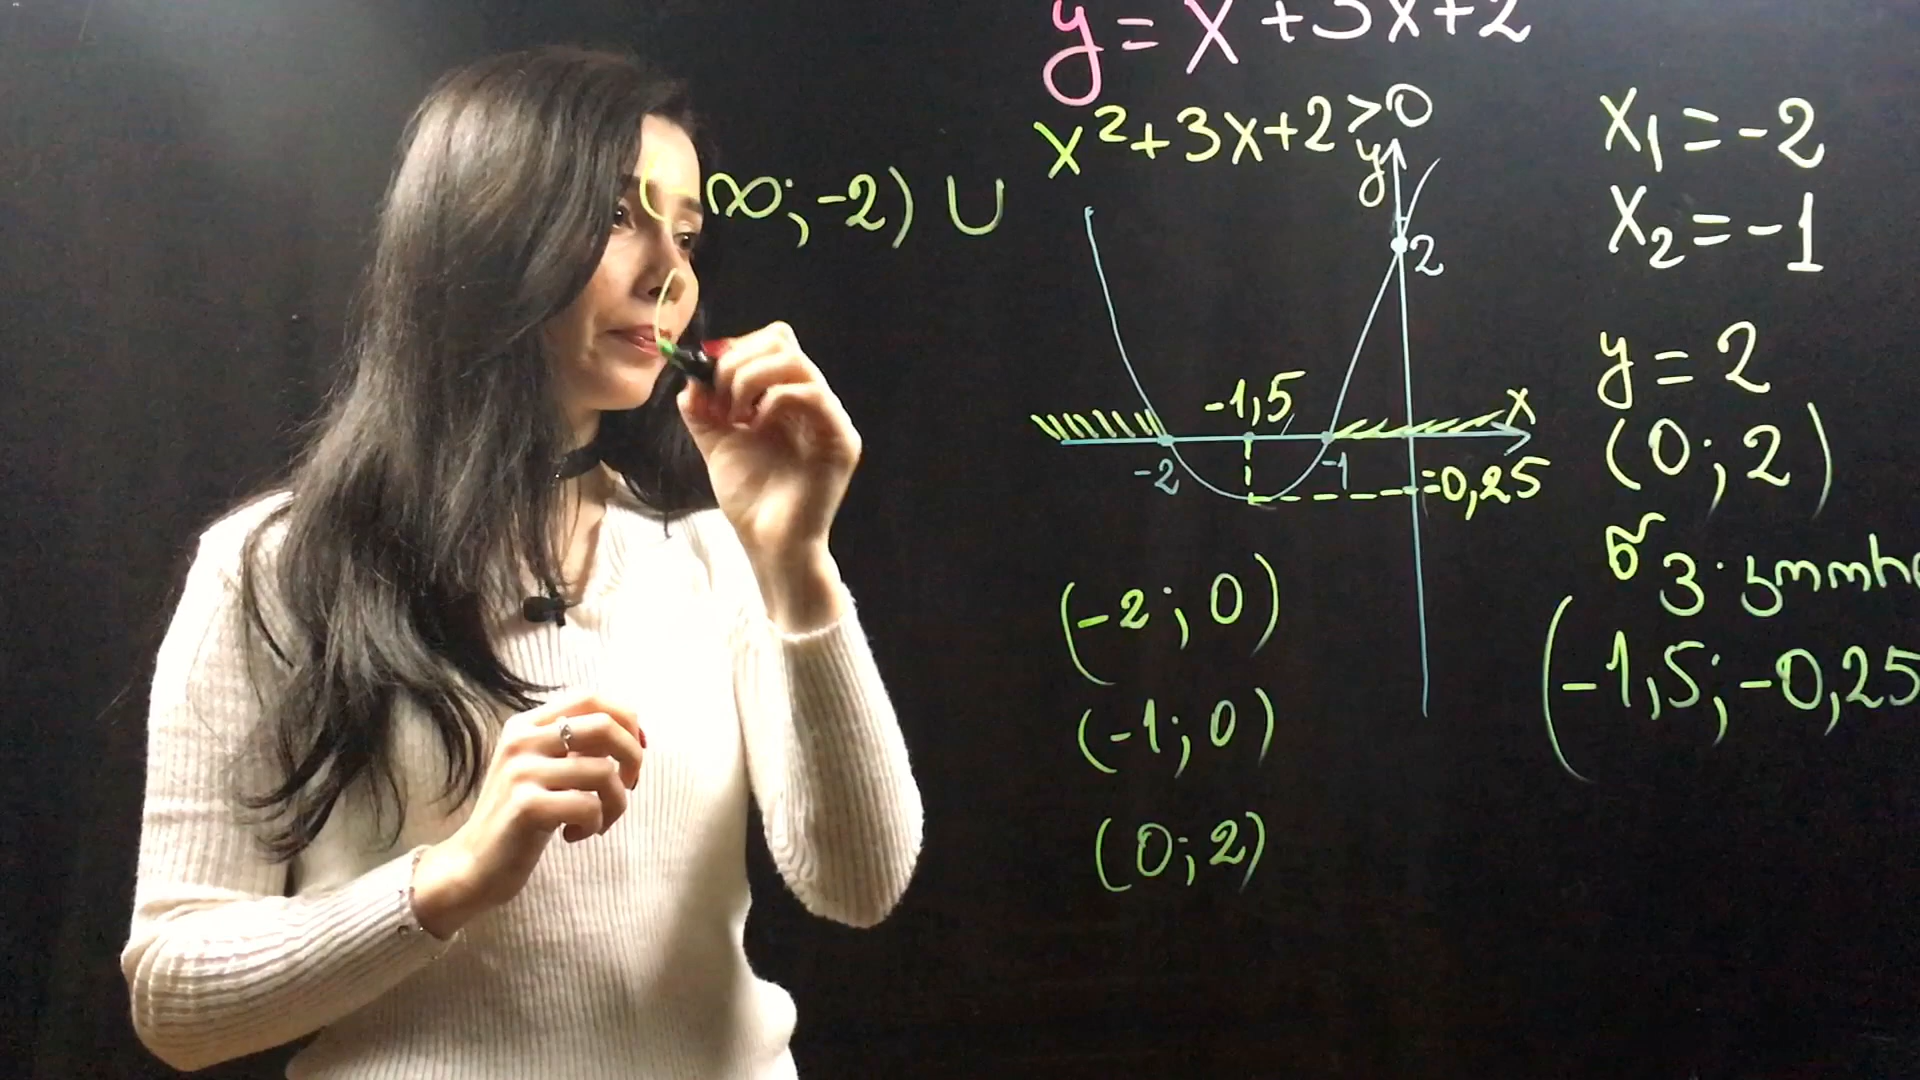 y = x + 3x + 2
x² + 3x + 2 > 0
(-∞; -2) ∪
(
y
2
-1,5
x
-2
-1
-0,25
(-2; 0)
(-1; 0)
(0; 2)
x₁ = -2
x₂ = -1
y = 2
(0; 2)
(-1,5; -0,25